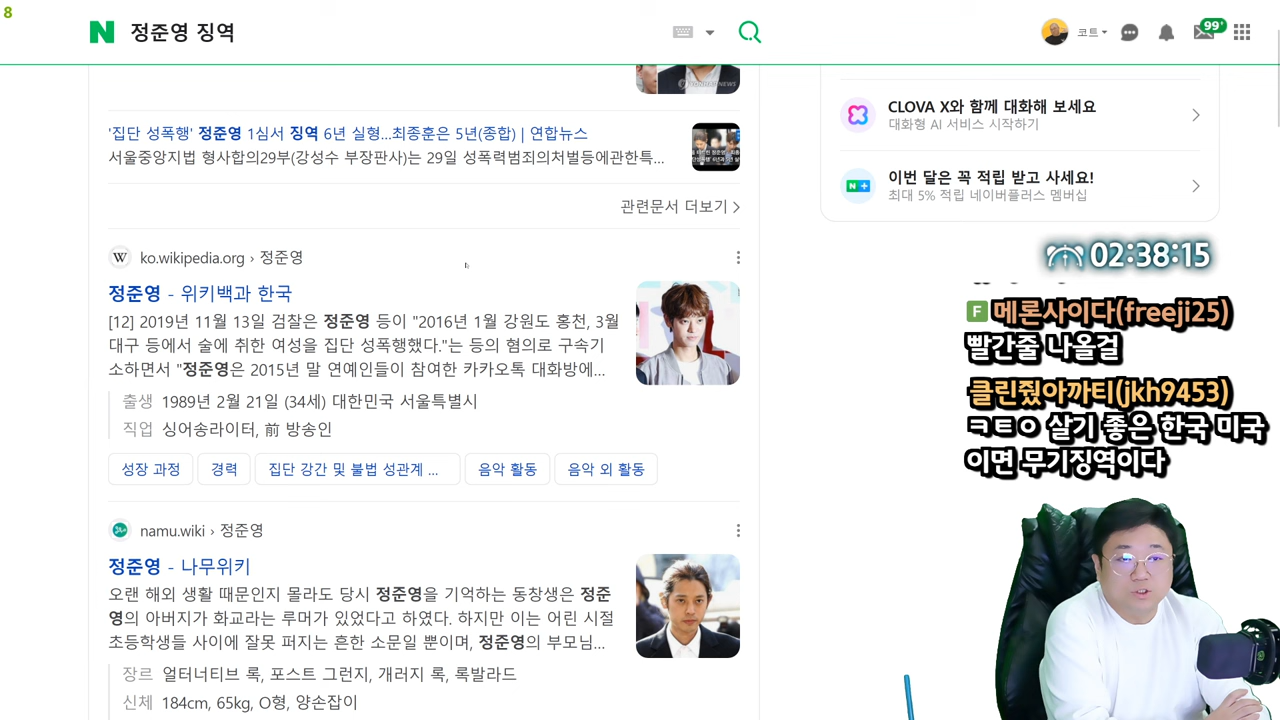 8
N 정준영 징역
코트
99+
YONHAP NEWS
'집단 성폭행' 정준영 1심서 징역 6년 실형...최종훈은 5년(종합) | 연합뉴스
서울중앙지법 형사합의29부(강성수 부장판사)는 29일 성폭력범죄의처벌등에관한특...
관련문서 더보기
W ko.wikipedia.org › 정준영
정준영 - 위키백과 한국
[12] 2019년 11월 13일 검찰은 정준영 등이 "2016년 1월 강원도 홍천, 3월
대구 등에서 술에 취한 여성을 집단 성폭행했다."는 등의 혐의로 구속기
소하면서 "정준영은 2015년 말 연예인들이 참여한 카카오톡 대화방에...
출생 1989년 2월 21일 (34세) 대한민국 서울특별시
직업 싱어송라이터, 前 방송인
성장 과정 경력 집단 강간 및 불법 성관계 ... 음악 활동 음악 외 활동
namu.wiki › 정준영
정준영 - 나무위키
오랜 해외 생활 때문인지 몰라도 당시 정준영을 기억하는 동창생은 정준
영의 아버지가 화교라는 루머가 있었다고 하였다. 하지만 이는 어린 시절
초등학생들 사이에 잘못 퍼지는 흔한 소문일 뿐이며, 정준영의 부모님...
장르 얼터너티브 록, 포스트 그런지, 개러지 록, 록발라드
신체 184cm, 65kg, O형, 양손잡이
CLOVA X와 함께 대화해 보세요
대화형 AI 서비스 시작하기
N +
이번 달은 꼭 적립 받고 사세요!
최대 5% 적립 네이버플러스 멤버십
02:38:15
F 메론사이다(freeji25)
빨간줄 나올걸
클린줬아까티(jkh9453)
ㅋㅌㅇ 살기 좋은 한국 미국
이면 무기징역이다